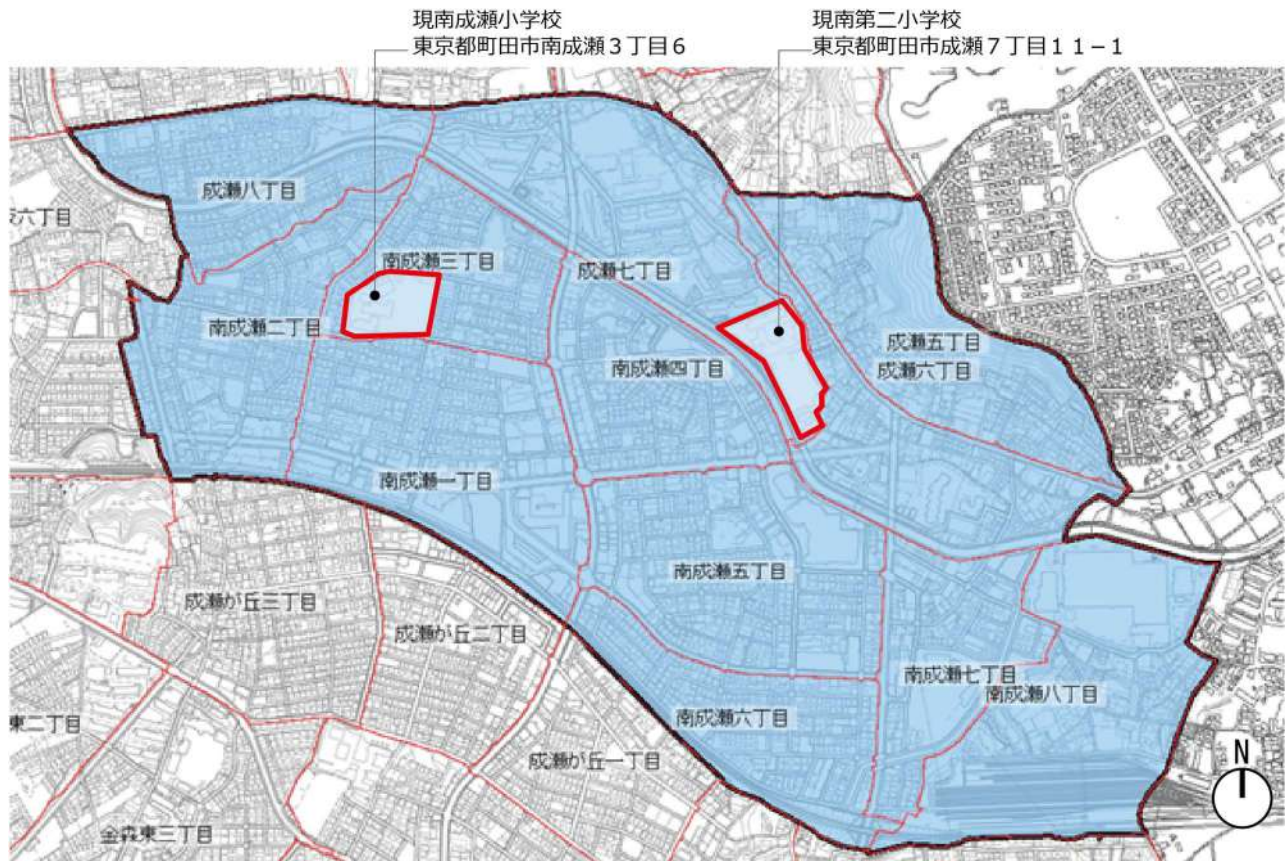 現南成瀬小学校
東京都町田市南成瀬３丁目６
現南第二小学校
東京都町田市成瀬７丁目１１−１
成瀬八丁目
六丁目
南成瀬三丁目
成瀬七丁目
南成瀬二丁目
成瀬五丁目
南成瀬四丁目
成瀬六丁目
南成瀬一丁目
南成瀬五丁目
成瀬が丘三丁目
成瀬が丘二丁目
南成瀬七丁目
南成瀬八丁目
南成瀬六丁目
東二丁目
成瀬が丘一丁目
N
金森東三丁目